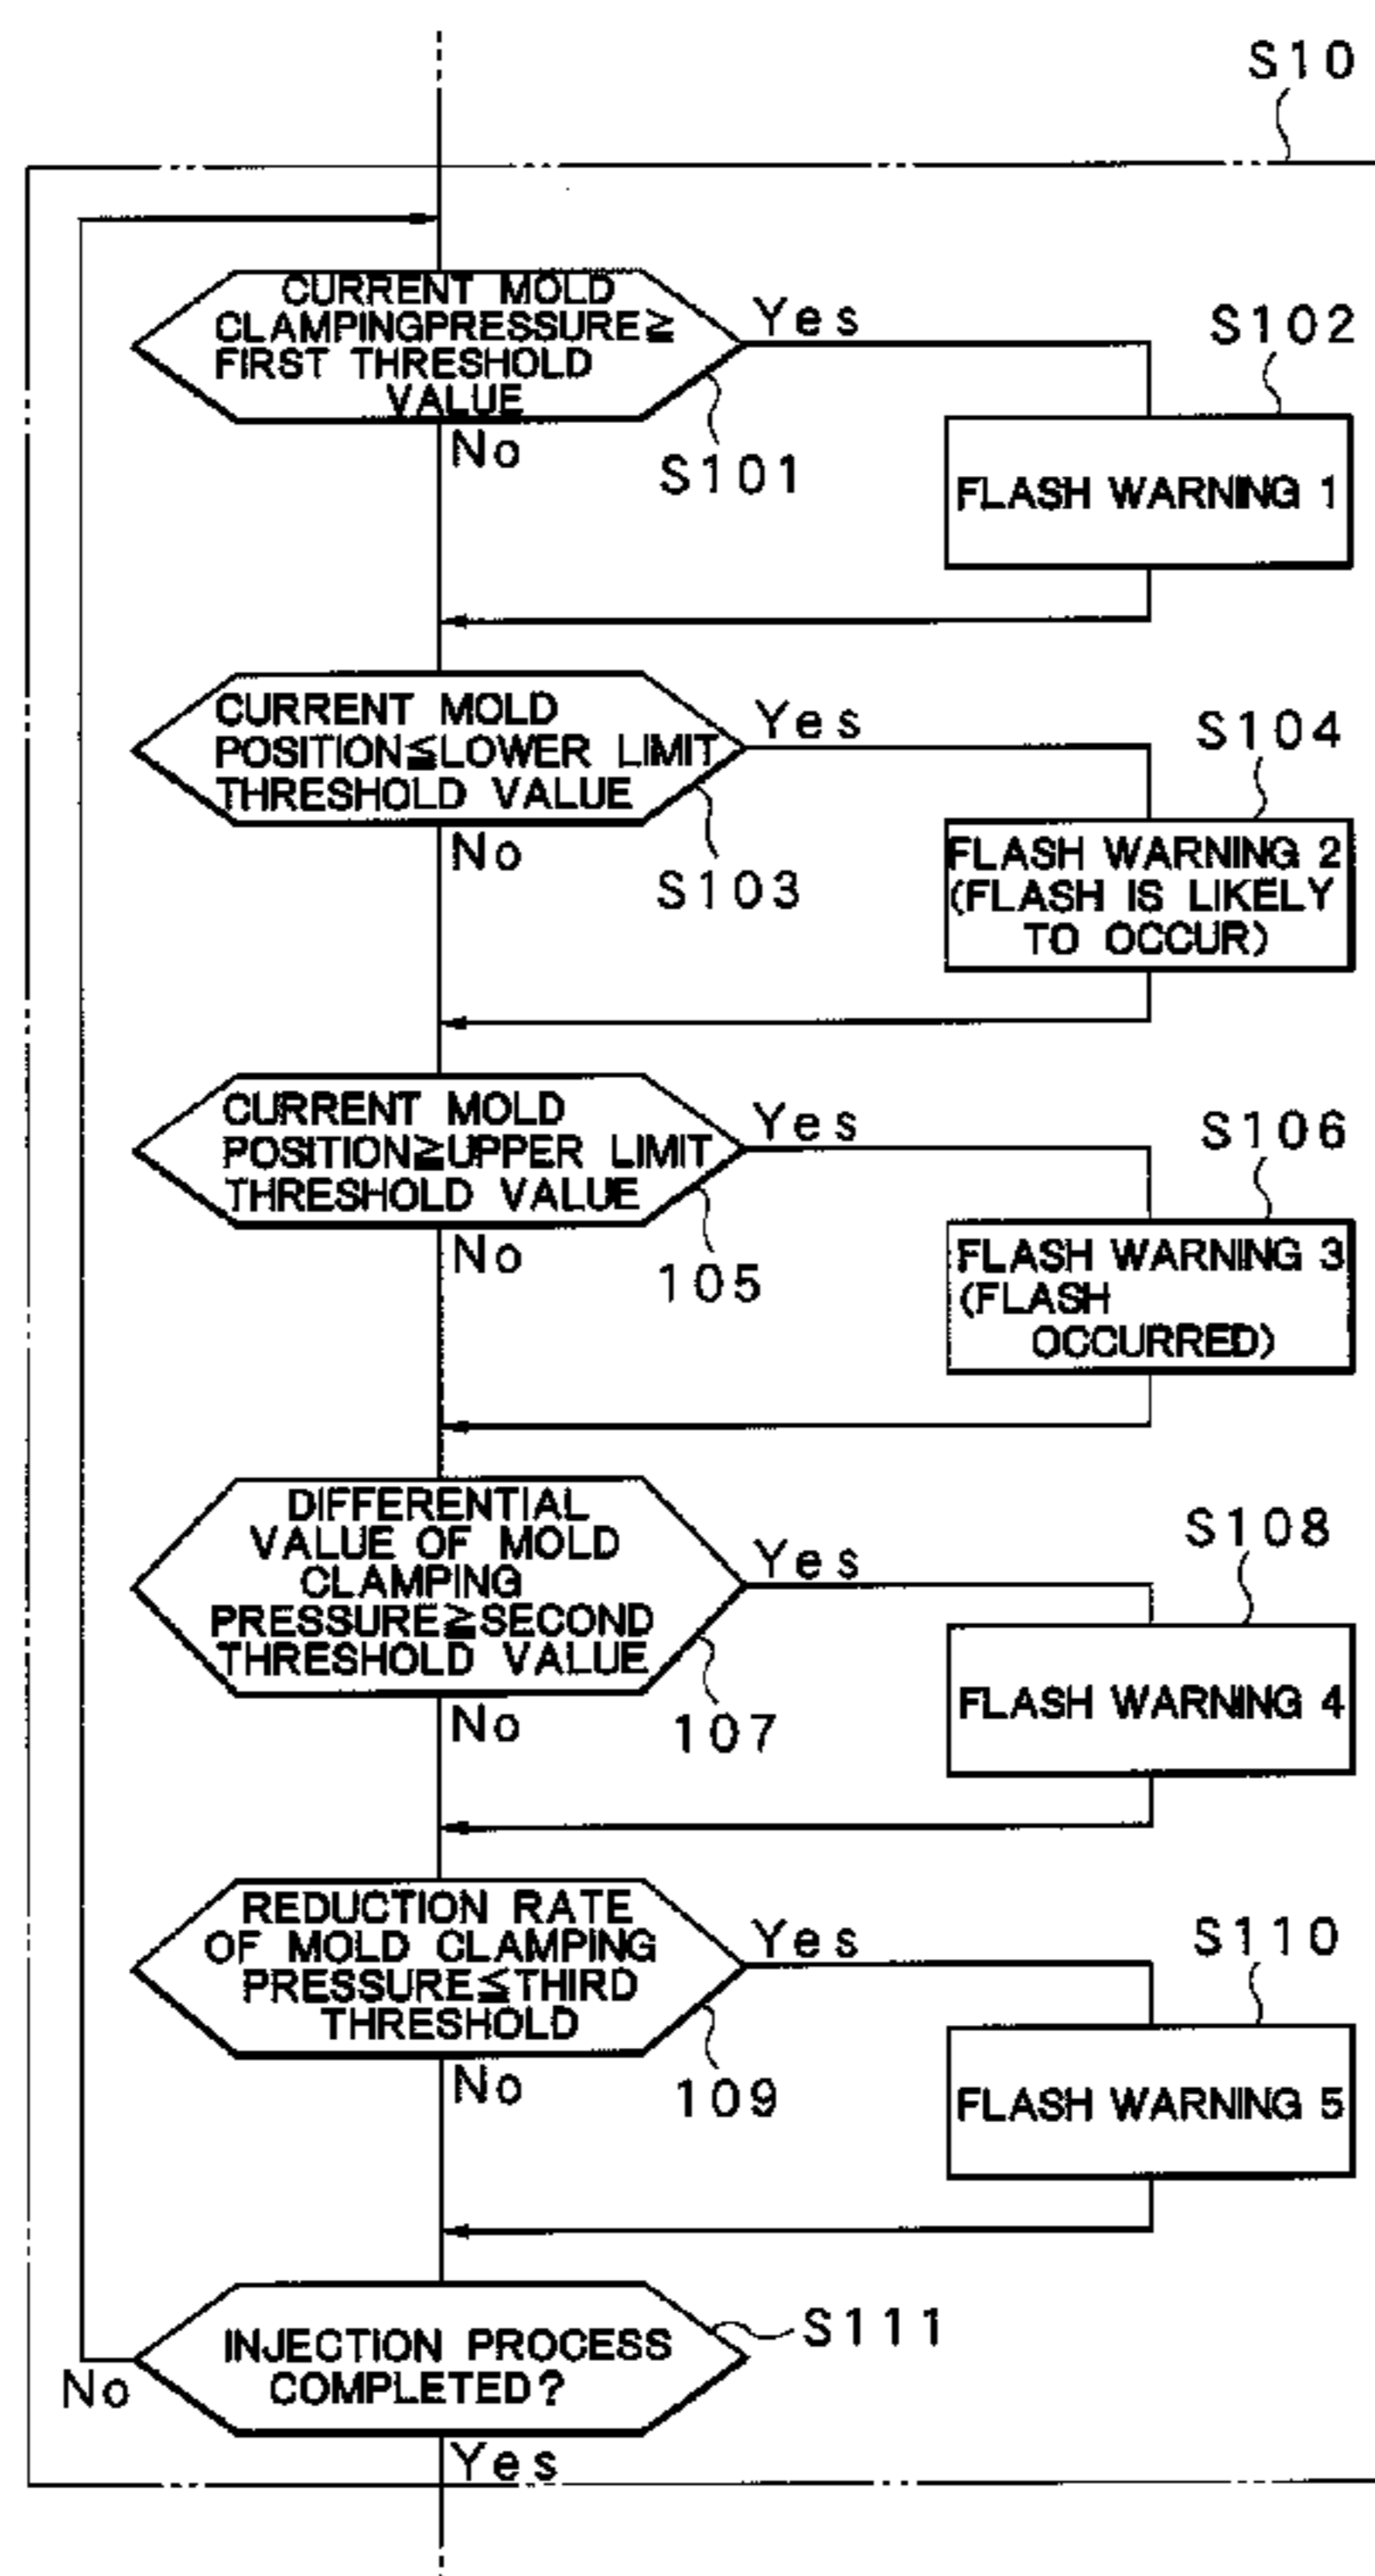 S10
CURRENT MOLD
CLAMPINGPRESSURE≧
FIRST THRESHOLD
VALUE
Yes
S102
No
S101
FLASH WARNING 1
CURRENT MOLD
POSITION≦LOWER LIMIT
THRESHOLD VALUE
Yes
S104
No
S103
FLASH WARNING 2
(FLASH IS LIKELY
TO OCCUR)
CURRENT MOLD
POSITION≧UPPER LIMIT
THRESHOLD VALUE
Yes
S106
No
105
FLASH WARNING 3
(FLASH
OCCURRED)
DIFFERENTIAL
VALUE OF MOLD
CLAMPING
PRESSURE≧SECOND
THRESHOLD VALUE
Yes
S108
No
107
FLASH WARNING 4
REDUCTION RATE
OF MOLD CLAMPING
PRESSURE≦THIRD
THRESHOLD
Yes
S110
No
109
FLASH WARNING 5
INJECTION PROCESS
COMPLETED?
S111
No
Yes